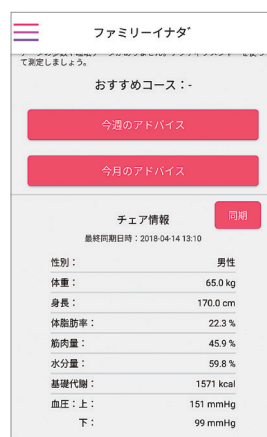 ファミリーイナダ
て測定しましょう。
おすすめコース：-
今週のアドバイス
今月のアドバイス
チェア情報
同期
最終同期日時：2018-04-14 13:10
性別： 男性
体重： 65.0 kg
身長： 170.0 cm
体脂肪率： 22.3 %
筋肉量： 45.9 %
水分量： 59.8 %
基礎代謝： 1571 kcal
血圧：上： 151 mmHg
下： 99 mmHg